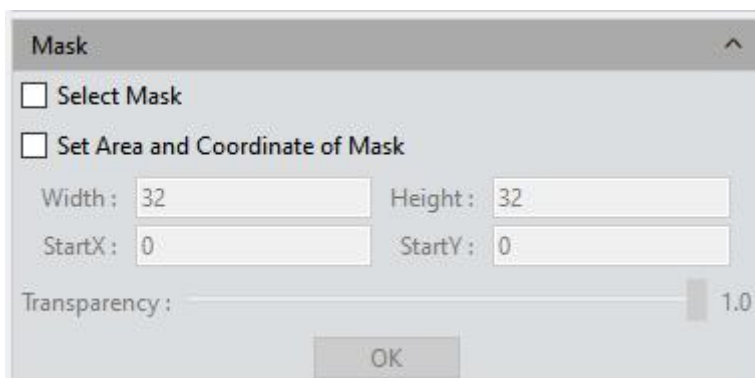 Mask
Select Mask
Set Area and Coordinate of Mask
Width : 32 Height : 32
StartX : 0 StartY : 0
Transparency : 1.0
OK